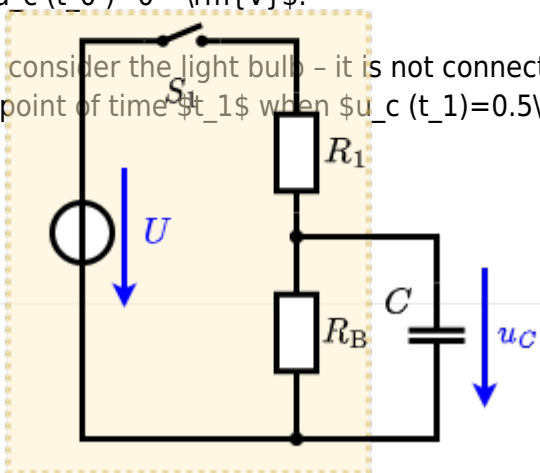 u_c (t_0 )=0 ~ \rm{V}$.
consider the light bulb – it is not connect
point of time $t_1$ when $u_c (t_1)=0.5\
S1
R1
U
C
RB
uC